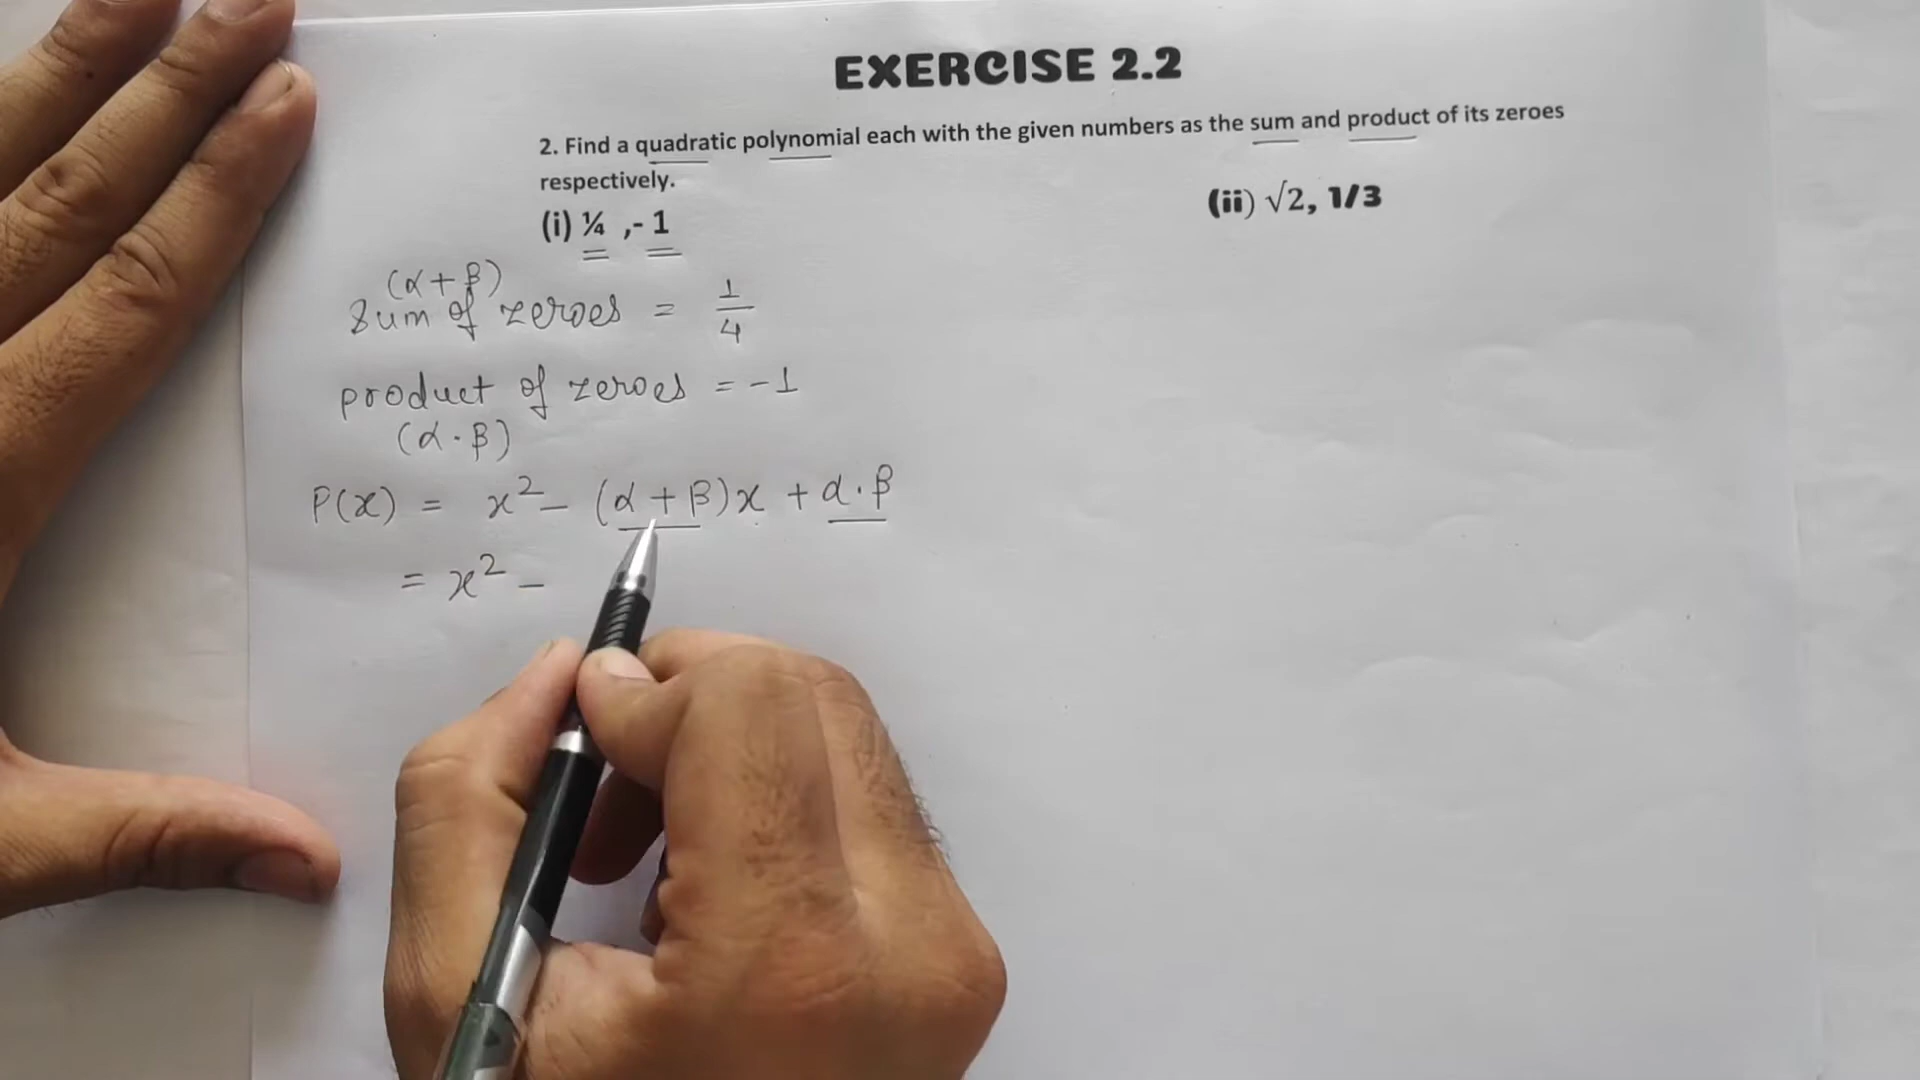 EXERCISE 2.2
2. Find a quadratic polynomial each with the given numbers as the sum and product of its zeroes
respectively.
(i) ¼ ,- 1
(ii) √2, 1/3
(α+β)
Sum of zeroes = 1/4
product of zeroes = -1
(α·β)
P(x) = x² - (α+β)x + α·β
= x² -